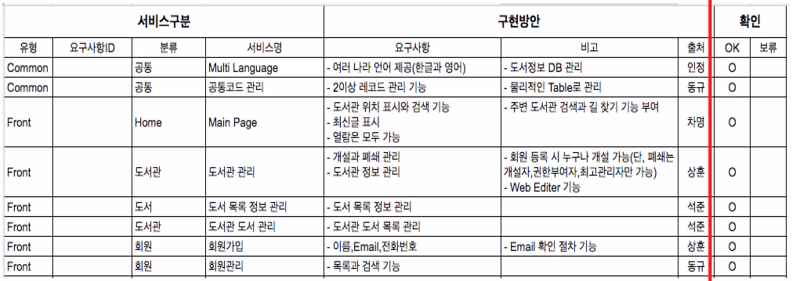 서비스구분 구현방안 확인
유형 요구사항ID 분류 서비스명 요구사항 비고 출처 OK 보류
Common 공통 Multi Language - 여러 나라 언어 제공(한글과 영어) - 도서정보 DB 관리 인정 O
Common 공통 공통코드 관리 - 2이상 레코드 관리 기능 - 물리적인 Table로 관리 동규 O
Front Home Main Page - 도서관 위치 표시와 검색 기능 - 주변 도서관 검색과 길 찾기 기능 부여 차명 O
- 최신글 표시
- 열람은 모두 가능
Front 도서관 도서관 관리 - 개설과 폐쇄 관리 - 회원 등록 시 누구나 개설 가능(단, 폐쇄는 상훈 O
- 도서관 정보 관리 개설자,권한부여자,최고관리자만 가능)
- Web Editer 기능
Front 도서 도서 목록 정보 관리 - 도서 목록 정보 관리 석준 O
Front 도서관 도서관 도서 관리 - 도서관 도서 목록 관리 석준 O
Front 회원 회원가입 - 이름,Email,전화번호 - Email 확인 절차 기능 상훈 O
Front 회원 회원관리 - 목록과 검색 기능 동규 O